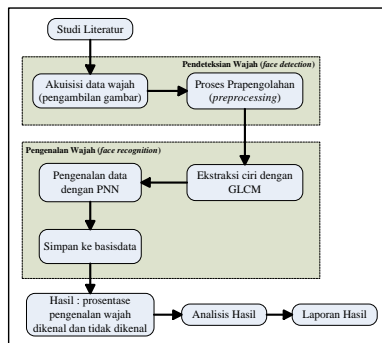 Studi Literatur
Pendeteksian Wajah (face detection)
Akuisisi data wajah
(pengambilan gambar)
Proses Prapengolahan
(preprocessing)
Pengenalan Wajah (face recognition)
Pengenalan data
dengan PNN
Ekstraksi ciri dengan
GLCM
Simpan ke basisdata
Hasil : prosentase
pengenalan wajah
dikenal dan tidak dikenal
Analisis Hasil
Laporan Hasil